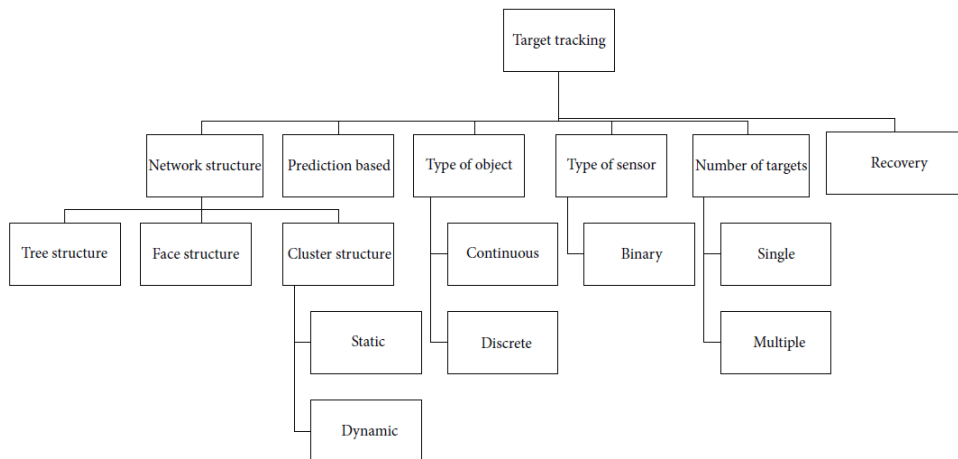 Target tracking
Network structure
Prediction based
Type of object
Type of sensor
Number of targets
Recovery
Tree structure
Face structure
Cluster structure
Continuous
Binary
Single
Static
Discrete
Multiple
Dynamic